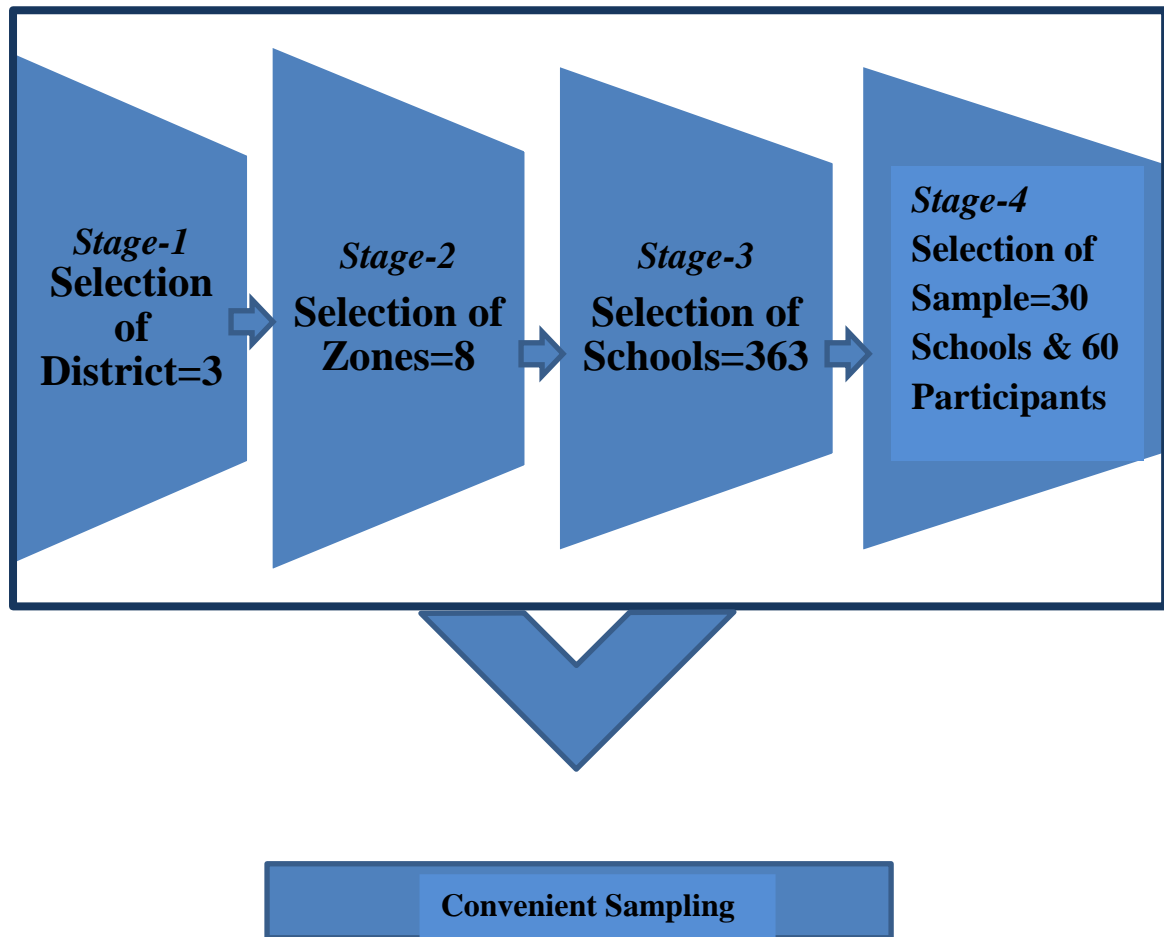 Stage-1
Selection
of
District=3
Stage-2
Selection of
Zones=8
Stage-3
Selection of
Schools=363
Stage-4
Selection of
Sample=30
Schools & 60
Participants
Convenient Sampling